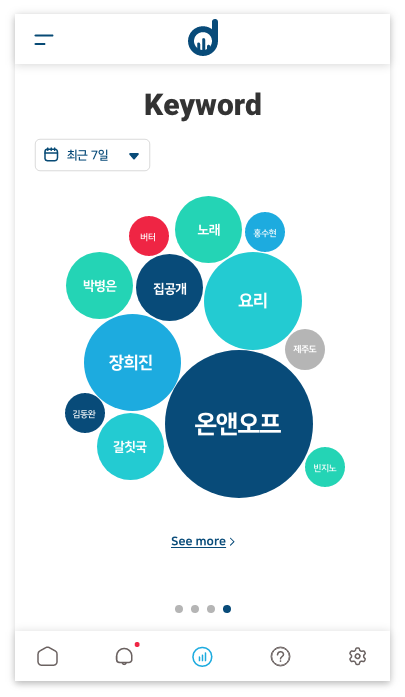 Keyword
최근 7일
버터
노래
홍수현
박병은
집공개
요리
제주도
장희진
온앤오프
김동완
갈칫국
빈지노
See more